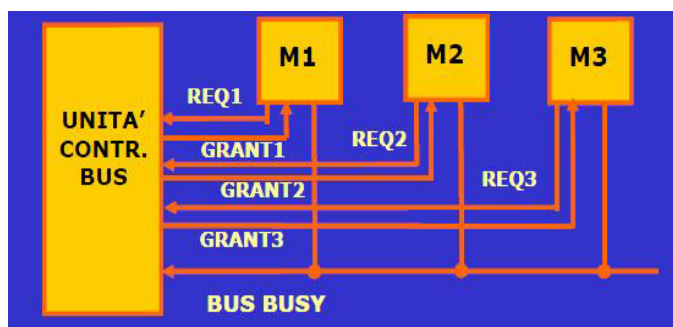 UNITA'
CONTR.
BUS
M1
M2
M3
REQ1
GRANT1
REQ2
GRANT2
REQ3
GRANT3
BUS BUSY